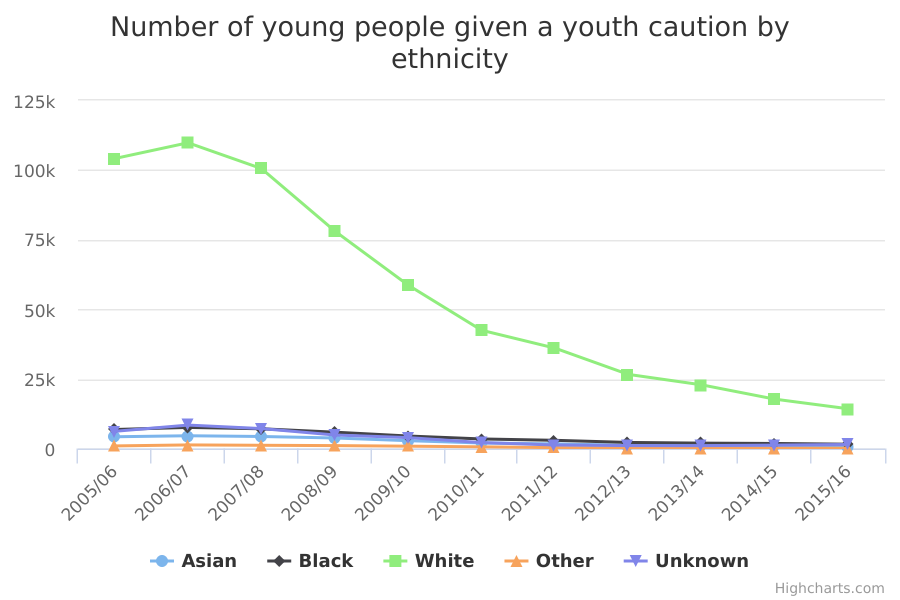 Number of young people given a youth caution by
ethnicity
125k
100k
75k
50k
25k
0
2005/06
2006/07
2007/08
2008/09
2009/10
2010/11
2011/12
2012/13
2013/14
2014/15
2015/16
Asian Black White Other Unknown
Highcharts.com